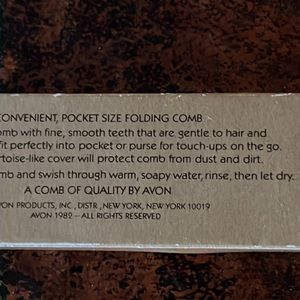 CONVENIENT, POCKET SIZE FOLDING COMB
omb with fine, smooth teeth that are gentle to hair and
fit perfectly into pocket or purse for touch-ups on the go.
rtoise-like cover will protect comb from dust and dirt.
mb and swish through warm, soapy water, rinse, then let dry.
A COMB OF QUALITY BY AVON
VON PRODUCTS, INC., DISTR., NEW YORK, NEW YORK 10019
AVON 1982 – ALL RIGHTS RESERVED